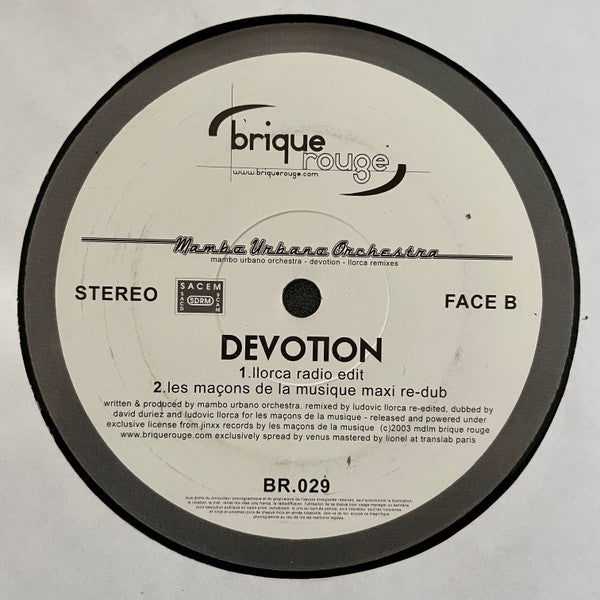 brique
rouge
www.briquerouge.com
Mambo Urbano Orchestra
mambo urbano orchestra - devotion - llorca remixes
STEREO
SACEM
SACD
SDRM
SCAM
FACE B
DEVOTION
1.llorca radio edit
2.les maçons de la musique maxi re-dub
written & produced by mambo urbano orchestra. remixed by ludovic llorca re-edited, dubbed by
david duriez and ludovic llorca for les maçons de la musique - released and powered under
exclusive license from jinxx records by les maçons de la musique (c)2003 mdlm brique rouge
www.briquerouge.com exclusively spread by venus mastered by lionel at translab paris
BR.029